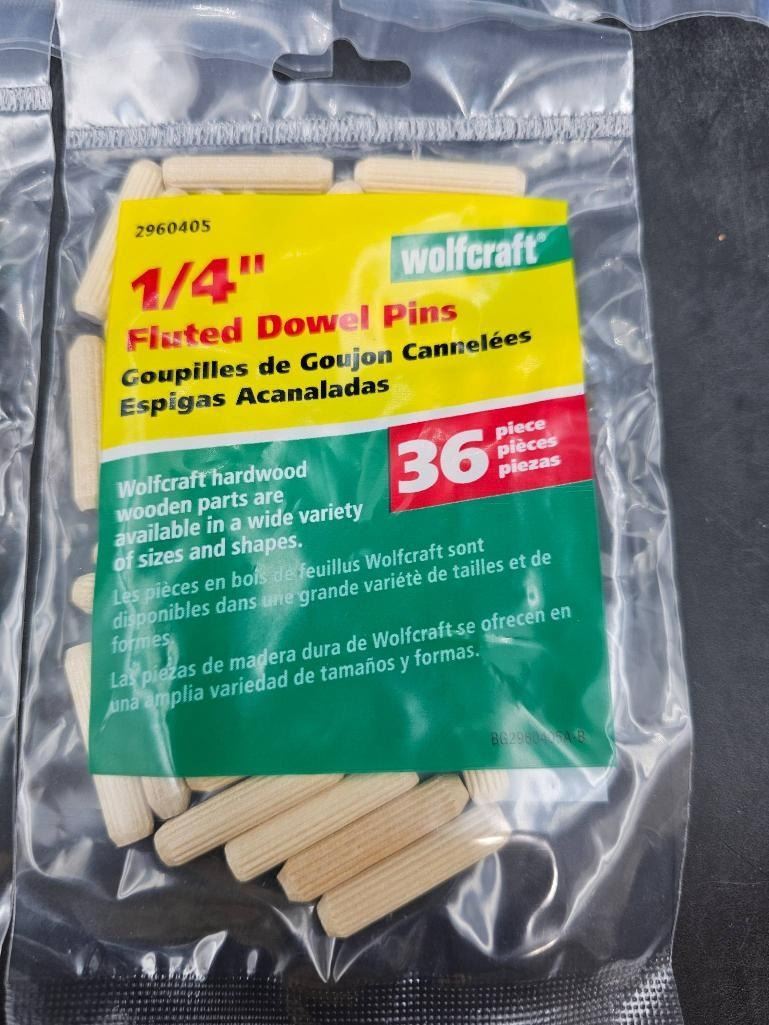 2960405
wolfcraft®
1/4"
Fluted Dowel Pins
Goupilles de Goujon Cannelées
Espigas Acanaladas
36 piece
pièces
piezas
Wolfcraft hardwood
wooden parts are
available in a wide variety
of sizes and shapes.
Les pièces en bois de feuillus Wolfcraft sont
disponibles dans une grande variétè de tailles et de
formes.
Las piezas de madera dura de Wolfcraft se ofrecen en
una amplia variedad de tamaños y formas.
BG2960405A-B